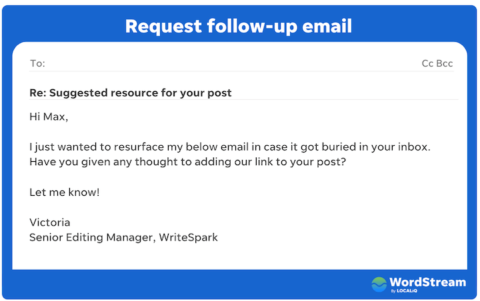 Request follow-up email
To:
Cc Bcc
Re: Suggested resource for your post
Hi Max,
I just wanted to resurface my below email in case it got buried in your inbox.
Have you given any thought to adding our link to your post?
Let me know!
Victoria
Senior Editing Manager, WriteSpark
WordStream
By LOCALiQ